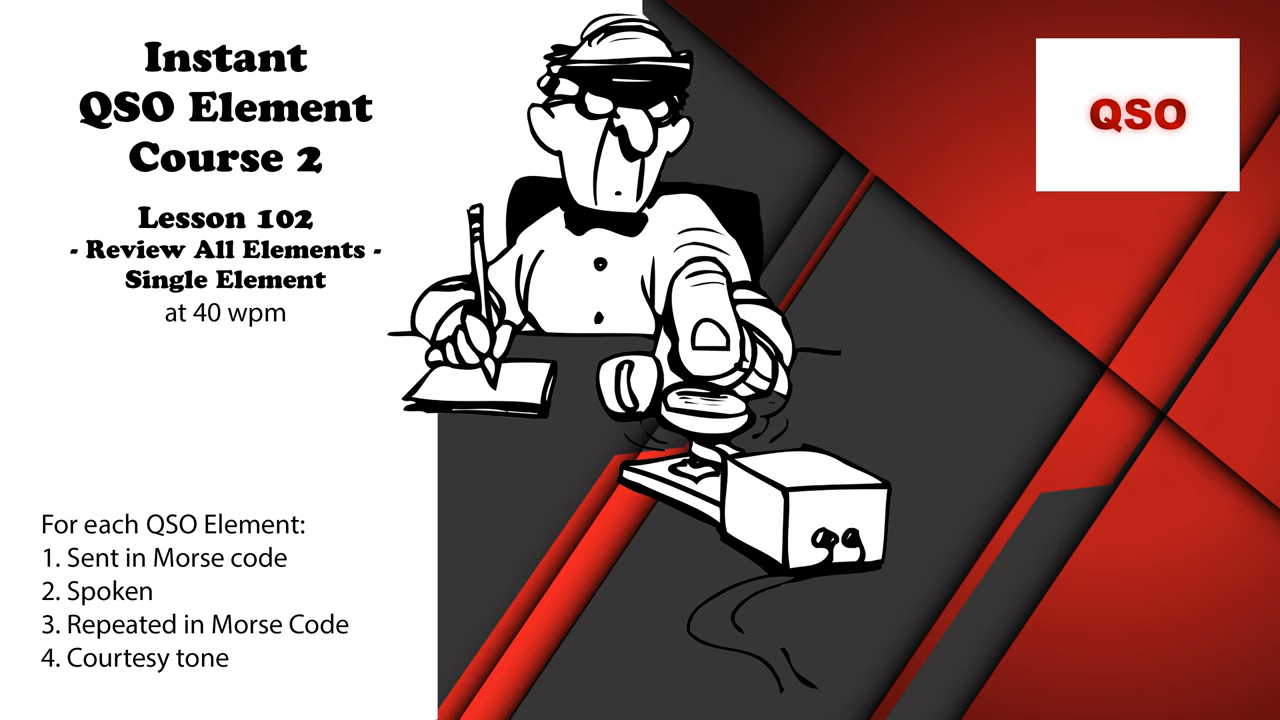 Instant
QSO Element
Course 2
Lesson 102
- Review All Elements -
Single Element
at 40 wpm
QSO
For each QSO Element:
1. Sent in Morse code
2. Spoken
3. Repeated in Morse Code
4. Courtesy tone